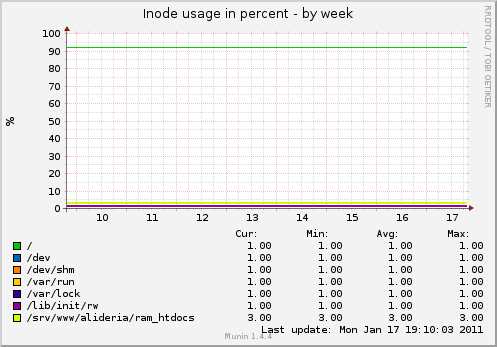 Inode usage in percent - by week
RRDTOOL / TOBI OETIKER
%
100
90
80
70
60
50
40
30
20
10
0
10 11 12 13 14 15 16 17
Cur: Min: Avg: Max:
/ 1.00 1.00 1.00 1.00
/dev 1.00 1.00 1.00 1.00
/dev/shm 1.00 1.00 1.00 1.00
/var/run 1.00 1.00 1.00 1.00
/var/lock 1.00 1.00 1.00 1.00
/lib/init/rw 1.00 1.00 1.00 1.00
/srv/www/alideria/ram_htdocs 3.00 3.00 3.00 3.00
Last update: Mon Jan 17 19:10:03 2011
Munin 1.4.4